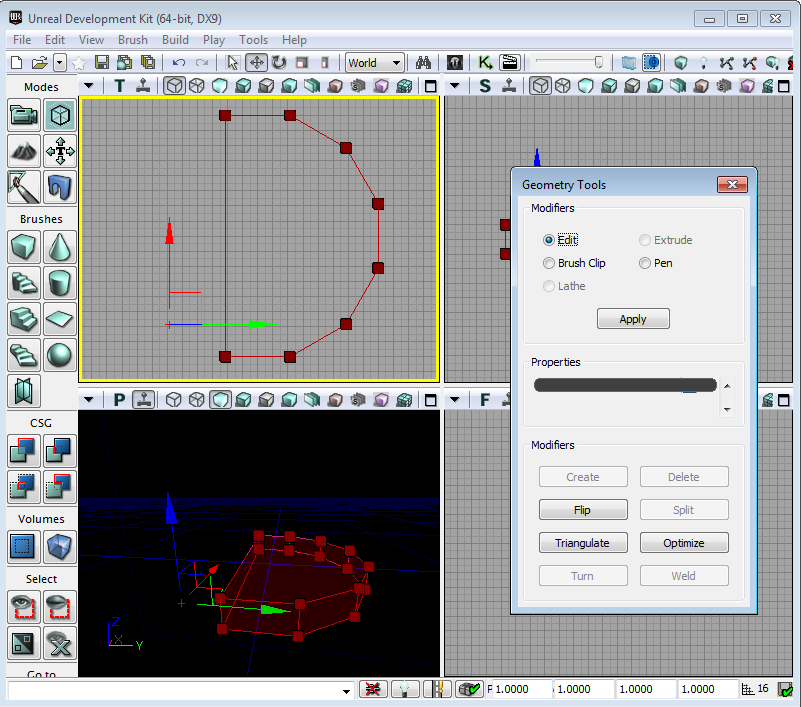 Unreal Development Kit (64-bit, DX9)
File Edit View Brush Build Play Tools Help
World
Modes
T
S
Brushes
CSG
Volumes
Select
Go to
P
F
Geometry Tools
Modifiers
Edit Extrude
Brush Clip Pen
Lathe
Apply
Properties
Modifiers
Create Delete
Flip Split
Triangulate Optimize
Turn Weld
Z
X Y
1.0000 1.0000 1.0000 1.0000 16